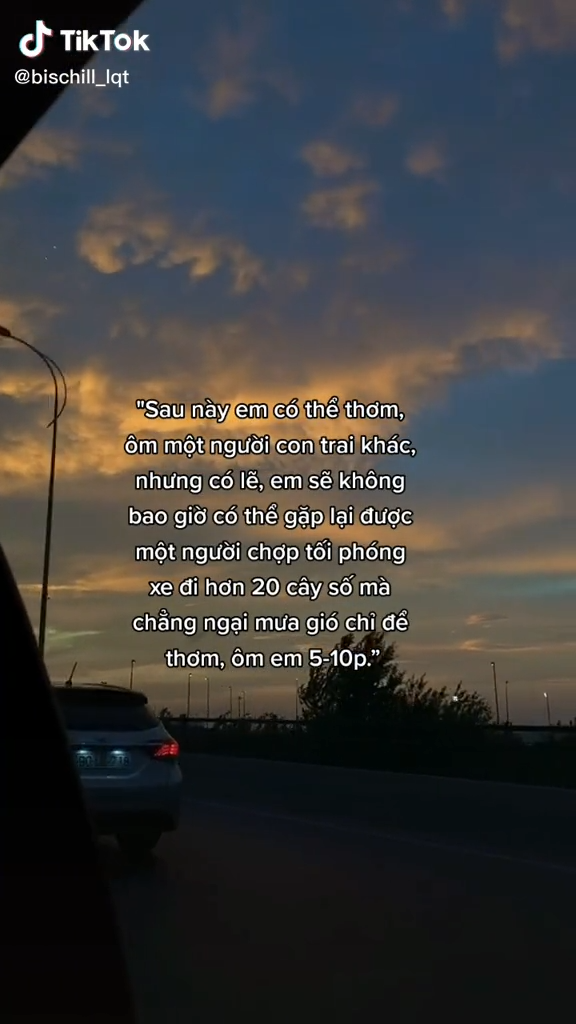 TikTok
@bischill_lqt
"Sau này em có thể thơm,
ôm một người con trai khác,
nhưng có lẽ, em sẽ không
bao giờ có thể gặp lại được
một người chợp tối phóng
xe đi hơn 20 cây số mà
chẳng ngại mưa gió chỉ để
thơm, ôm em 5-10p.”